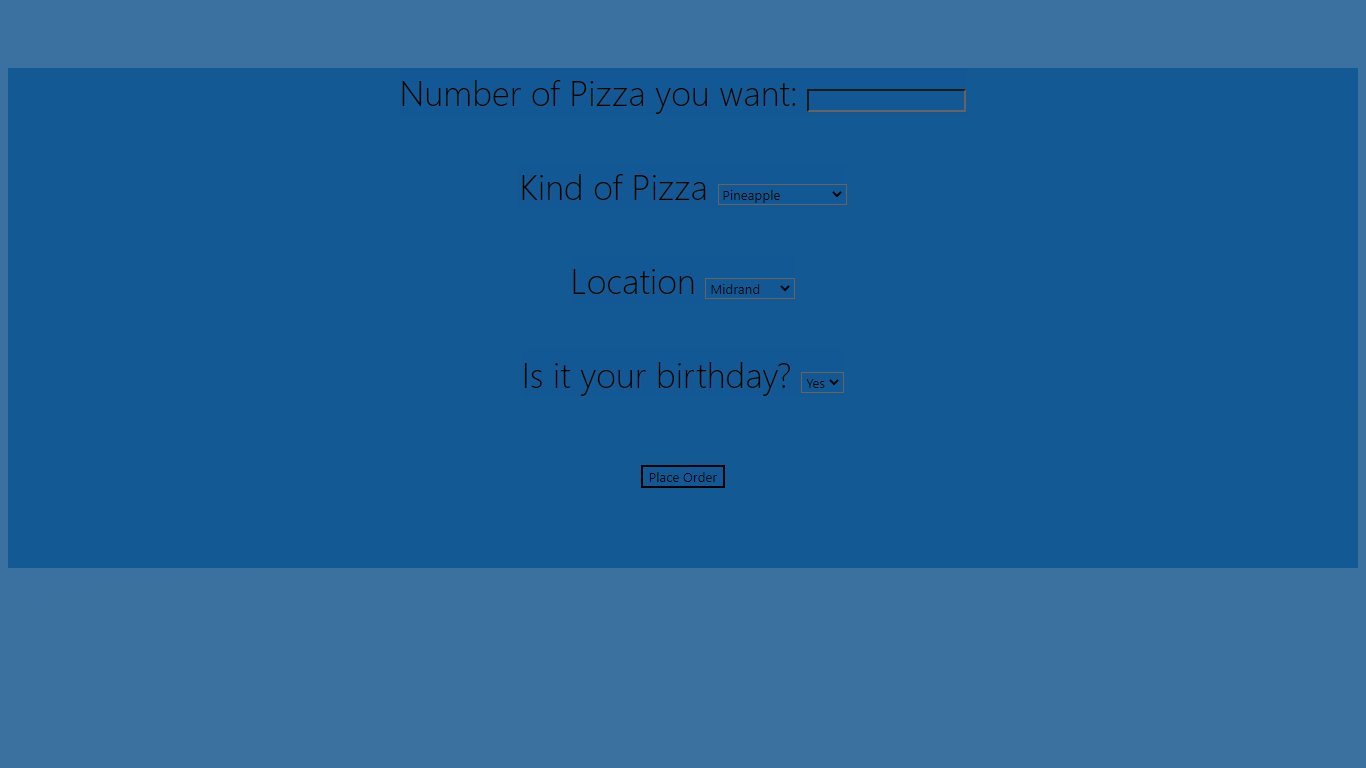 Number of Pizza you want:
Kind of Pizza Pineapple
Location Midrand
Is it your birthday? Yes
Place Order